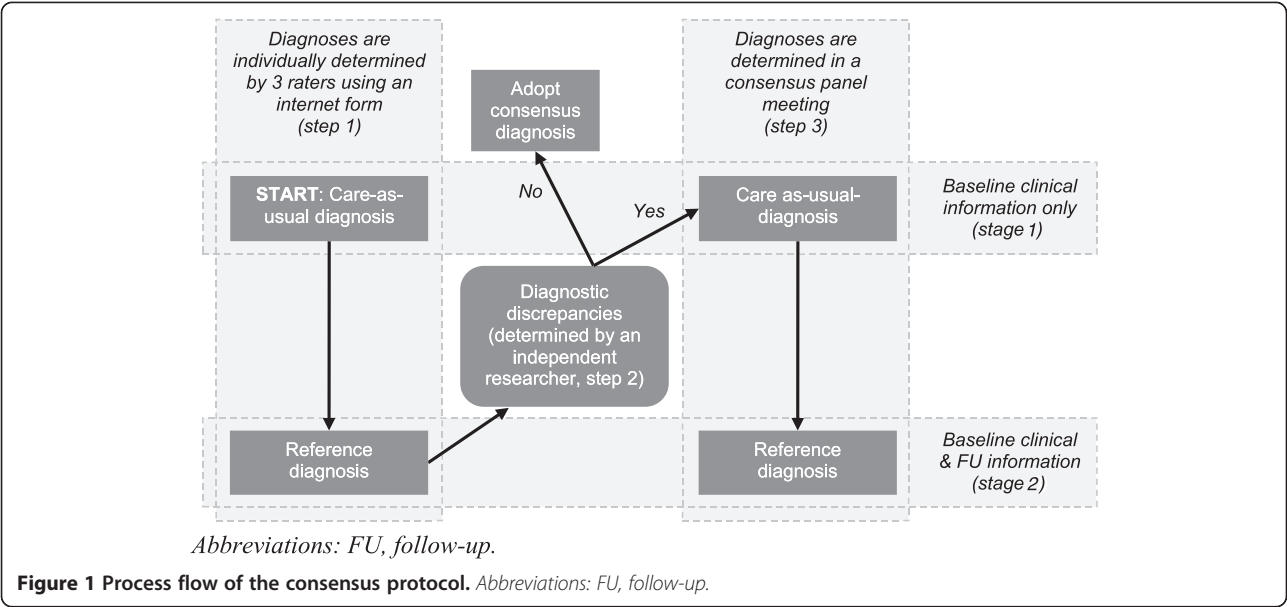 Diagnoses are
individually determined
by 3 raters using an
internet form
(step 1)
Adopt
consensus
diagnosis
Diagnoses are
determined in a
consensus panel
meeting
(step 3)
START: Care-as-
usual diagnosis
No
Yes
Care as-usual-
diagnosis
Baseline clinical
information only
(stage 1)
Diagnostic
discrepancies
(determined by an
independent
researcher, step 2)
Reference
diagnosis
Reference
diagnosis
Baseline clinical
& FU information
(stage 2)
Abbreviations: FU, follow-up.
Figure 1 Process flow of the consensus protocol. Abbreviations: FU, follow-up.